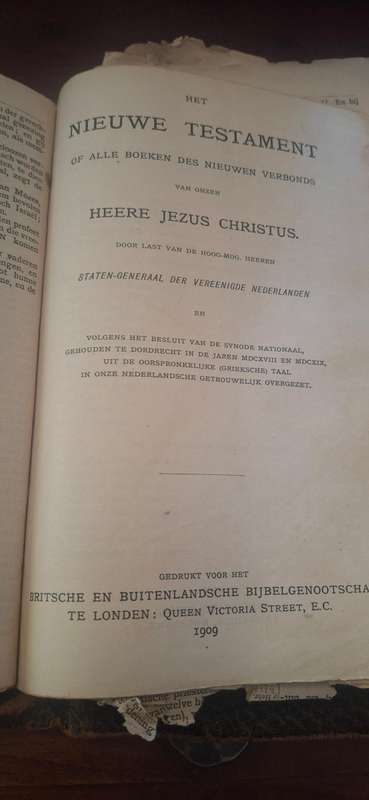 HET
NIEUWE TESTAMENT
OF ALLE BOEKEN DES NIEUWEN VERBONDS
VAN ONZEN
HEERE JEZUS CHRISTUS.
DOOR LAST VAN DE HOOG-MOG. HEEREN
STATEN-GENERAAL DER VEREENIGDE NEDERLANDEN
EN
VOLGENS HET BESLUIT VAN DE SYNODE NATIONAAL,
GEHOUDEN TE DORDRECHT IN DE JAREN MDCXVIII EN MDCXIX,
UIT DE OORSPRONKELIJKE (GRIEKSCHE) TAAL
IN ONZE NEDERLANDSCHE GETROUWELIJK OVERGEZET.
GEDRUKT VOOR HET
BRITSCHE EN BUITENLANDSCHE BIJBELGENOOTSCHA
TE LONDEN: QUEEN VICTORIA STREET, E.C.
1909